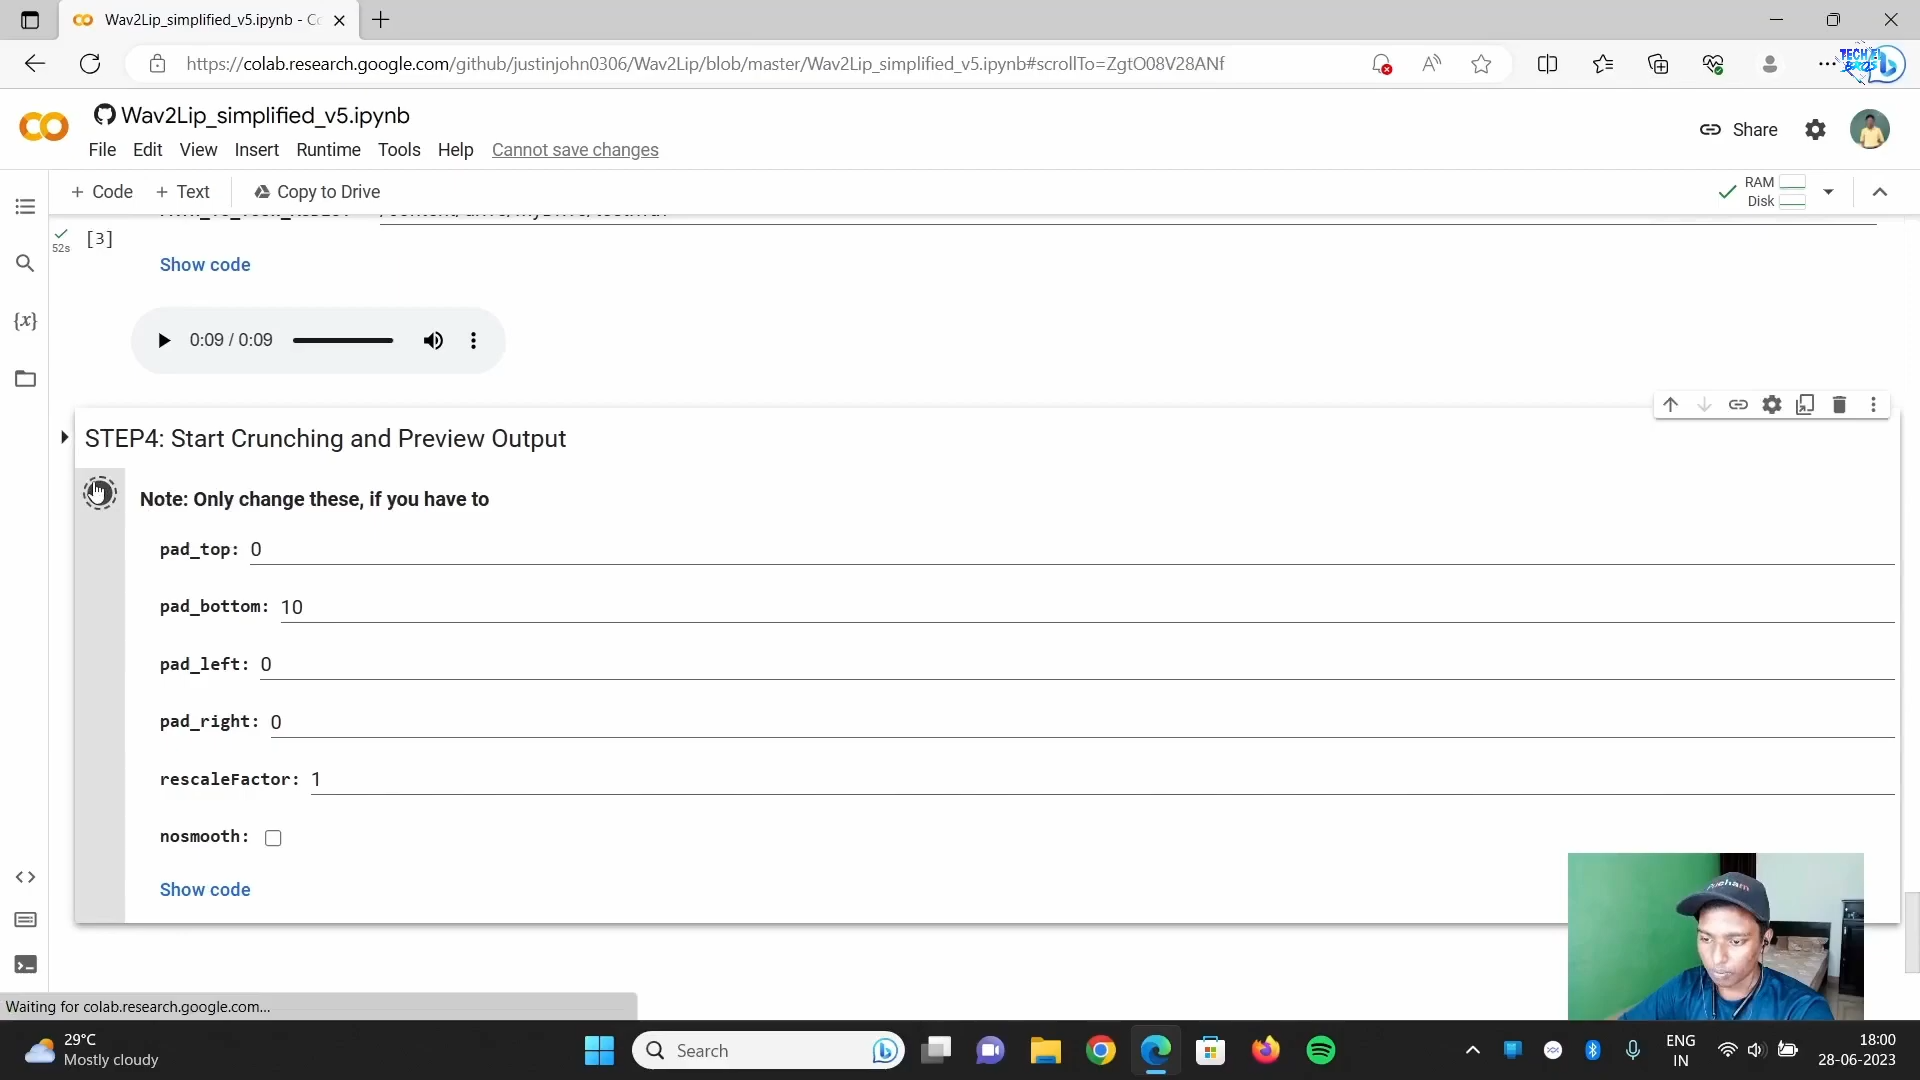 Wav2Lip_simplified_v5.ipynb - Co
https://colab.research.google.com/github/justinjohn0306/Wav2Lip/blob/master/Wav2Lip_simplified_v5.ipynb#scrollTo=ZgtO08V28ANf
TECH
Wav2Lip_simplified_v5.ipynb
Share
File Edit View Insert Runtime Tools Help Cannot save changes
+ Code + Text Copy to Drive
RAM
Disk
52s
[3]
Show code
0:09 / 0:09
STEP4: Start Crunching and Preview Output
Note: Only change these, if you have to
pad_top: 0
pad_bottom: 10
pad_left: 0
pad_right: 0
rescaleFactor: 1
nosmooth:
Show code
Waiting for colab.research.google.com...
29°C
Mostly cloudy
Search
ENG
IN
18:00
28-06-2023